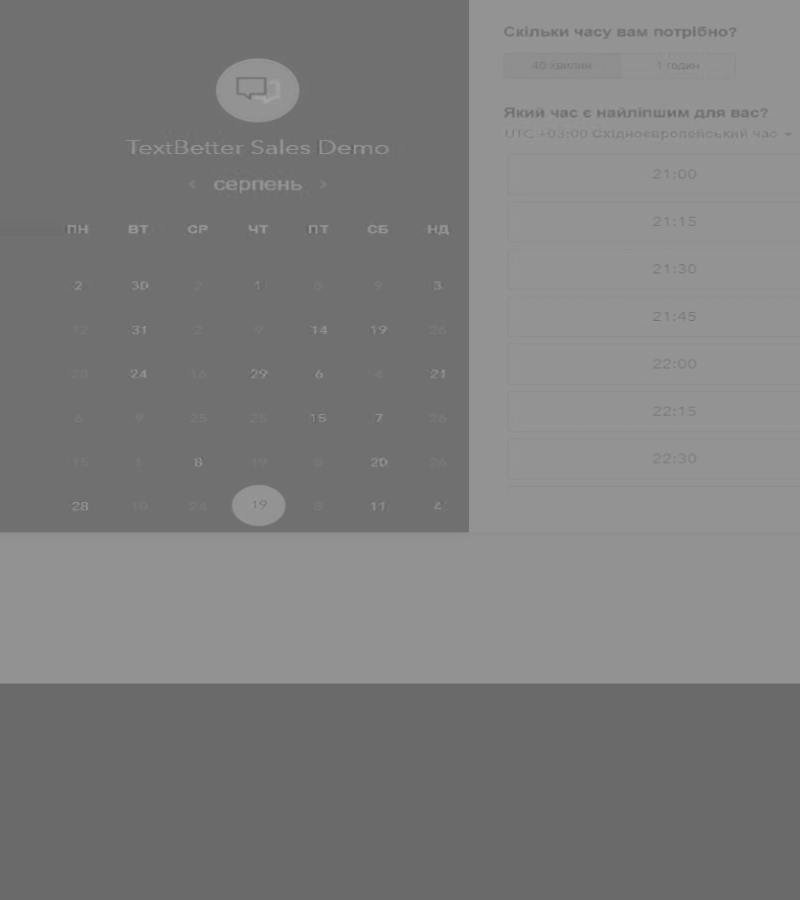 TextBetter Sales Demo
‹ серпень ›
ПН ВТ СР ЧТ ПТ СБ НД
2 30 2 1 8 9 3
12 31 2 9 14 19 26
20 24 16 29 6 4 21
6 9 25 25 15 7 26
15 1 8 19 8 20 26
28 10 24 19 8 11 4
Скільки часу вам потрібно?
40 хвилин 1 годин
Який час є найліпшим для вас?
UTC +03:00 Східноєвропейський час
21:00
21:15
21:30
21:45
22:00
22:15
22:30